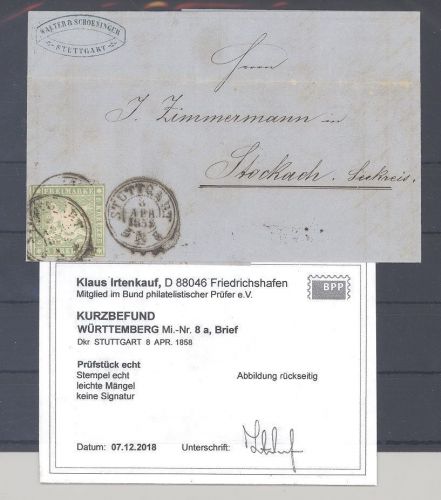 WALTER & SCHOESINGER
STUTTGART
Herrn
J. Zimmermann in
Stockach, Seekreis.
FREIMARKE
STUTTGART
8
APR.
1858
Klaus Irtenkauf, D 88046 Friedrichshafen
Mitglied im Bund philatelistischer Prüfer e.V.
BPP
KURZBEFUND
WÜRTTEMBERG Mi.-Nr. 8 a, Brief
Dkr STUTTGART 8 APR. 1858
Prüfstück echt
Stempel echt
Abbildung rückseitig
leichte Mängel
keine Signatur
Datum: 07.12.2018
Unterschrift: